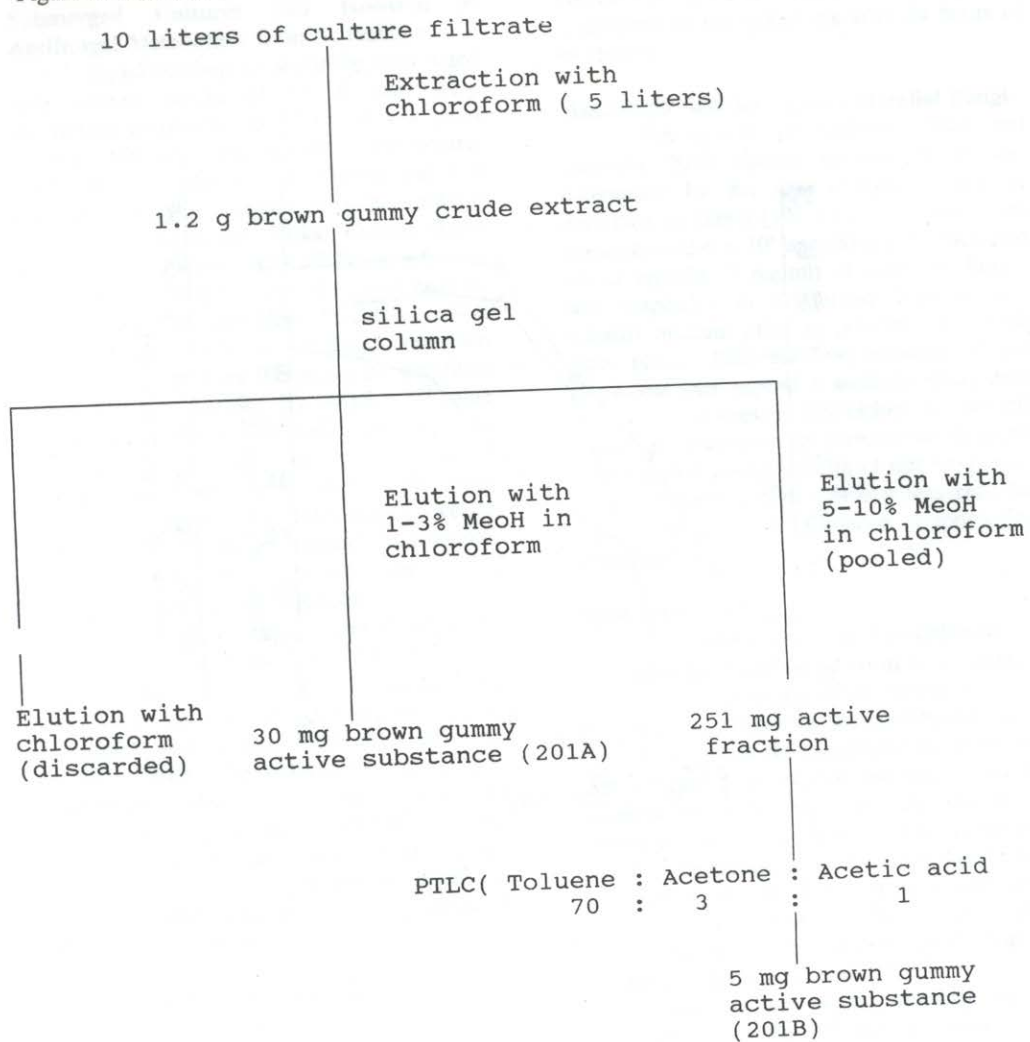 10 liters of culture filtrate
Extraction with
chloroform ( 5 liters)
1.2 g brown gummy crude extract
silica gel
column
Elution with
1-3% MeoH in
chloroform
Elution with
5-10% MeoH
in chloroform
(pooled)
Elution with
chloroform
(discarded)
30 mg brown gummy
active substance (201A)
251 mg active
fraction
PTLC( Toluene : Acetone : Acetic acid
70 : 3 : 1
5 mg brown gummy
active substance
(201B)